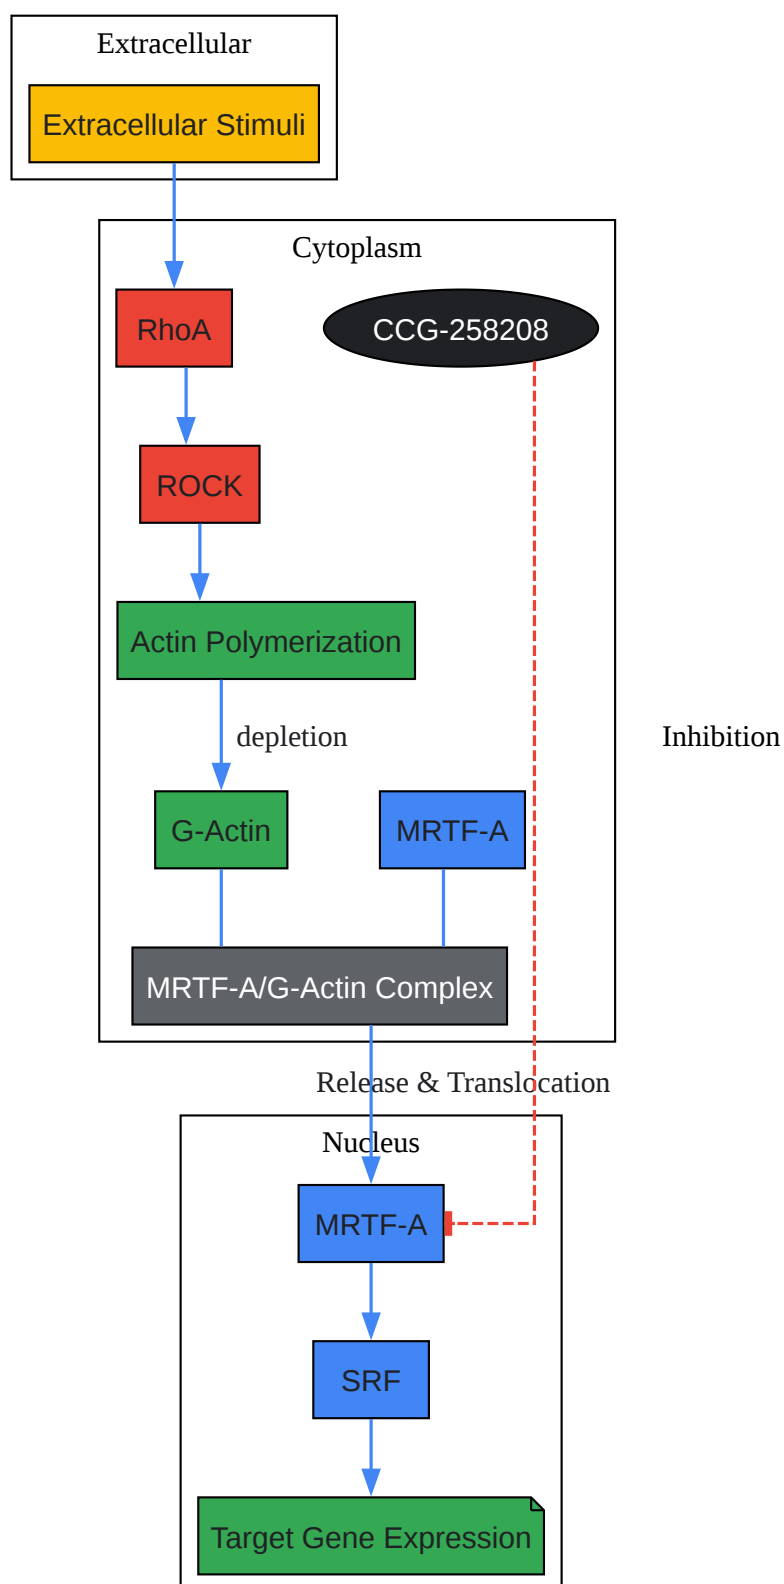 Extracellular
Extracellular Stimuli
Cytoplasm
RhoA
CCG-258208
ROCK
Actin Polymerization
depletion
Inhibition
G-Actin
MRTF-A
MRTF-A/G-Actin Complex
Release & Translocation
Nucleus
MRTF-A
SRF
Target Gene Expression